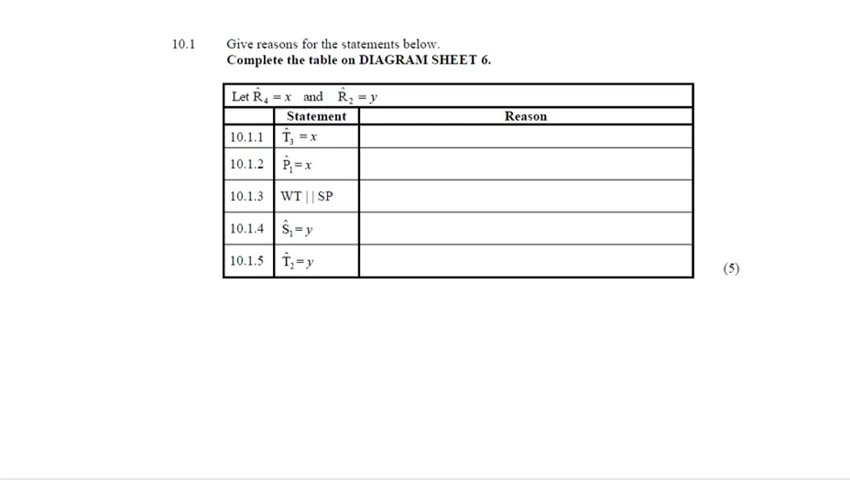 10.1 Give reasons for the statements below.
Complete the table on DIAGRAM SHEET 6.
Let R̂₄ = x and R̂₂ = y
Statement Reason
10.1.1 T̂₃ = x
10.1.2 P̂₁ = x
10.1.3 WT || SP
10.1.4 Ŝ₁ = y
10.1.5 T̂₂ = y
(5)